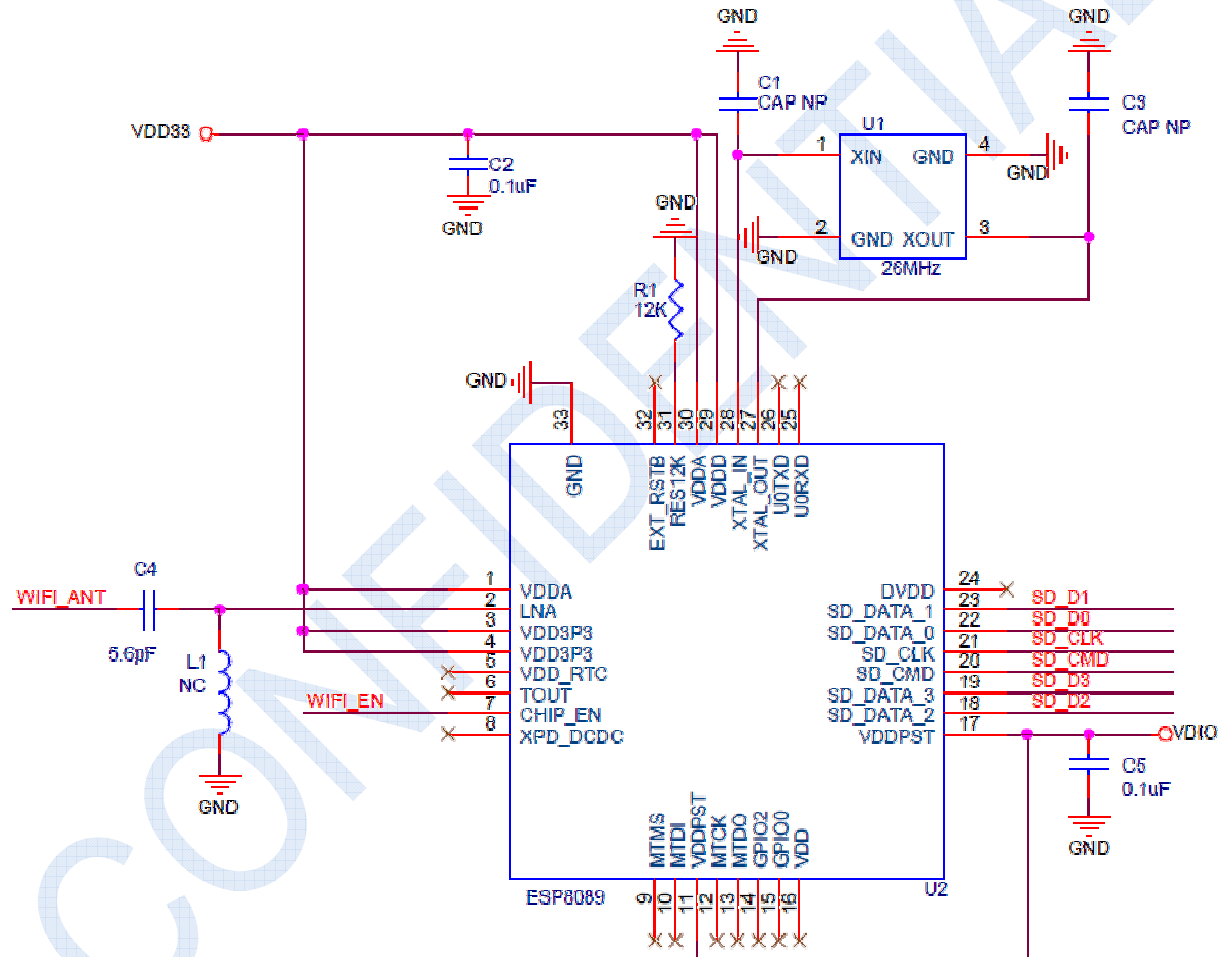 GND
GND
C1
CAP NP
C3
CAP NP
VDD33
U1
1
XIN
GND
4
GND
C2
0.1uF
GND
GND
2
GND
XOUT
3
GND
26MHz
R1
12K
GND
33
32
31
30
29
28
27
26
25
GND
EXT_RSTB
RES12K
VDDA
VDDD
XTAL_IN
XTAL_OUT
U0TXD
U0RXD
C4
WIFI_ANT
5.6pF
L1
NC
GND
WIFI_EN
1
VDDA
2
LNA
3
VDD3P3
4
VDD3P3
5
VDD_RTC
6
TOUT
7
CHIP_EN
8
XPD_DCDC
DVDD
24
SD_DATA_1
23
SD_D1
SD_DATA_0
22
SD_D0
SD_CLK
21
SD_CLK
SD_CMD
20
SD_CMD
SD_DATA_3
19
SD_D3
SD_DATA_2
18
SD_D2
VDDPST
17
VDIO
C5
0.1uF
GND
MTMS
MTDI
VDDPST
MTCK
MTDO
GPIO2
GPIO0
VDD
ESP8089
U2
9
10
11
12
13
14
15
16
CONFIDENTIAL